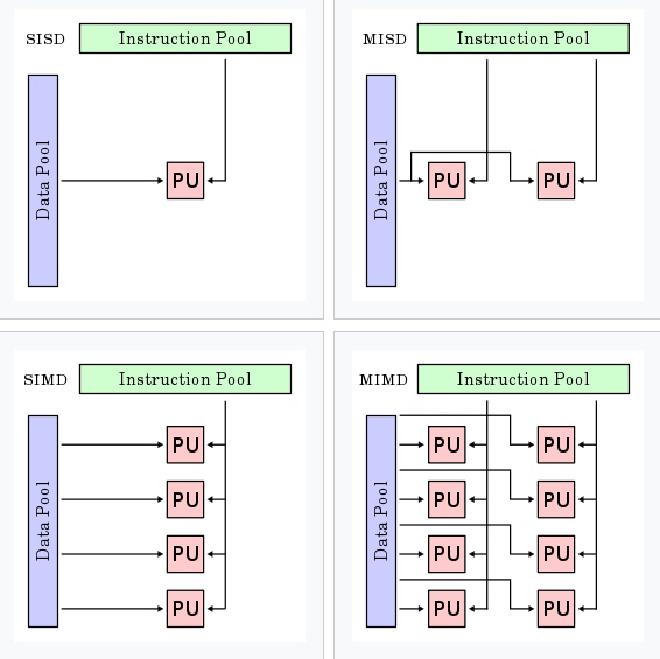 SISD Instruction Pool
Data Pool
PU
MISD Instruction Pool
Data Pool
PU PU
SIMD Instruction Pool
Data Pool
PU
PU
PU
PU
MIMD Instruction Pool
Data Pool
PU PU
PU PU
PU PU
PU PU